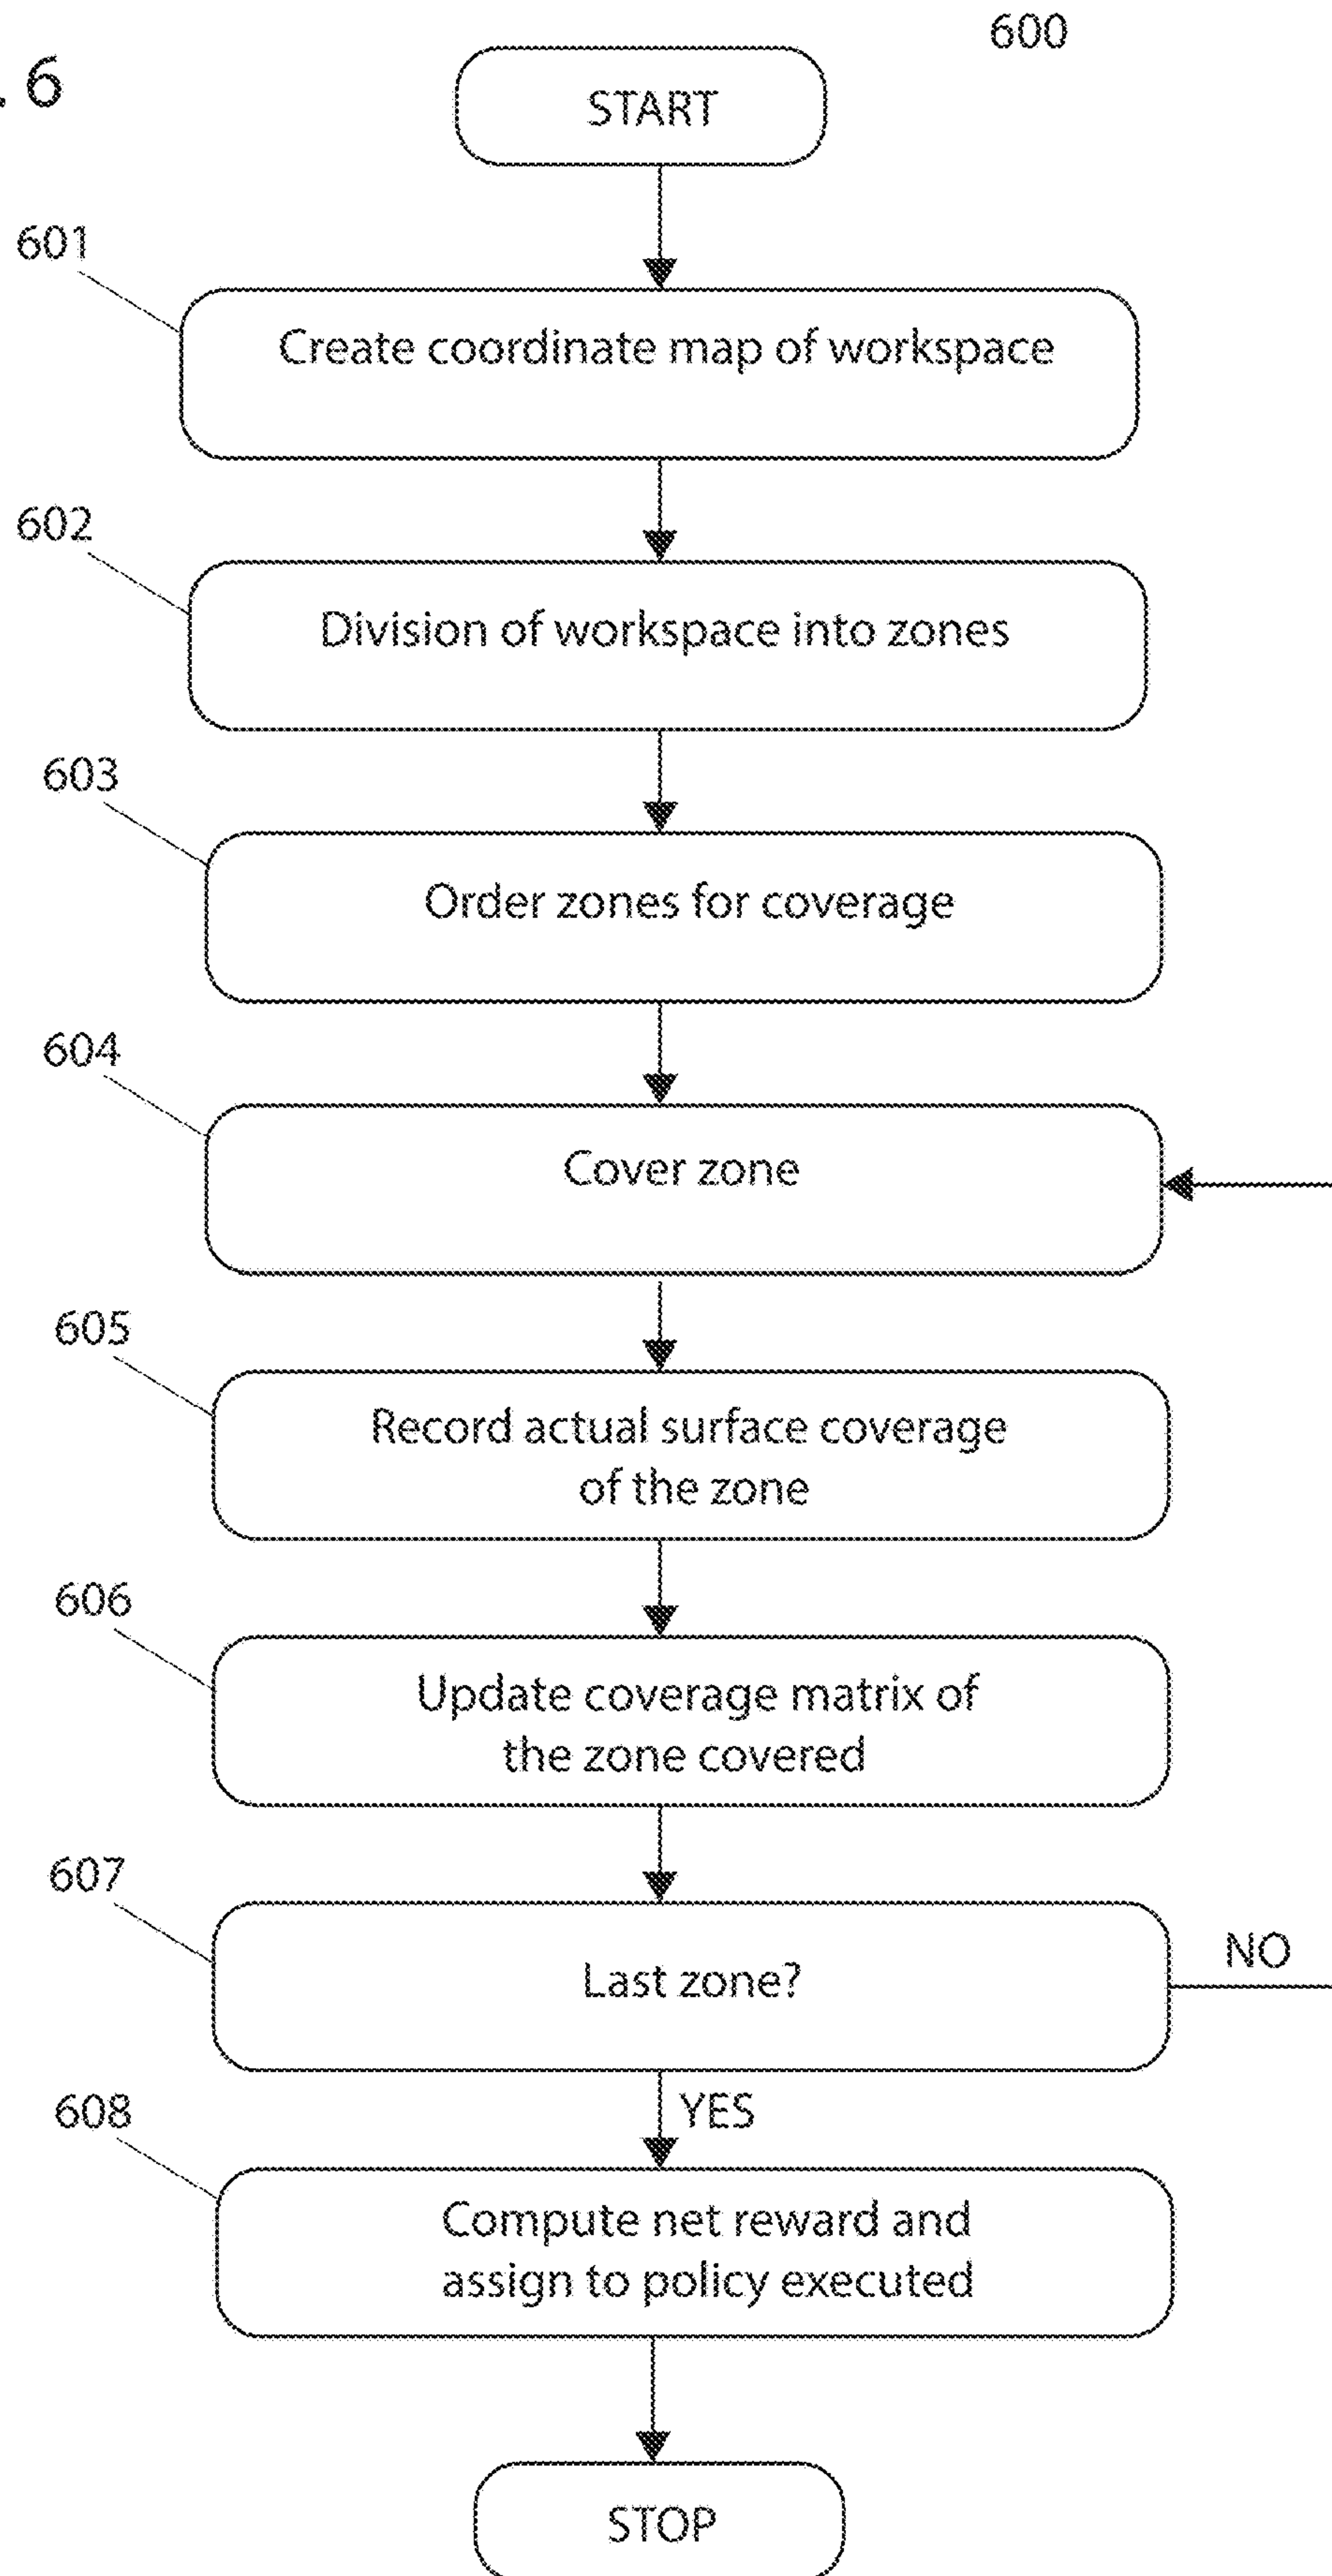 600
. 6
START
601
Create coordinate map of workspace
602
Division of workspace into zones
603
Order zones for coverage
604
Cover zone
605
Record actual surface coverage
of the zone
606
Update coverage matrix of
the zone covered
607
Last zone?
NO
YES
608
Compute net reward and
assign to policy executed
STOP